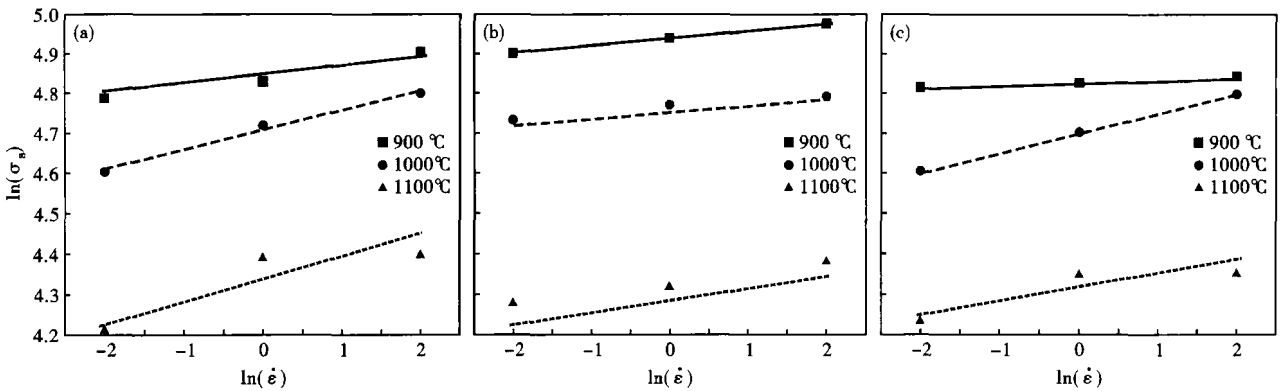 5.0
4.9
4.8
4.7
4.6
4.5
4.4
4.3
4.2
ln(σs)
(a)
■ 900 ℃
● 1000℃
▲ 1100℃
−2 −1 0 1 2
ln(ε̇)
(b)
■ 900 ℃
● 1000℃
▲ 1100℃
−2 −1 0 1 2
ln(ε̇)
(c)
■ 900 ℃
● 1000℃
▲ 1100℃
−2 −1 0 1 2
ln(ε̇)